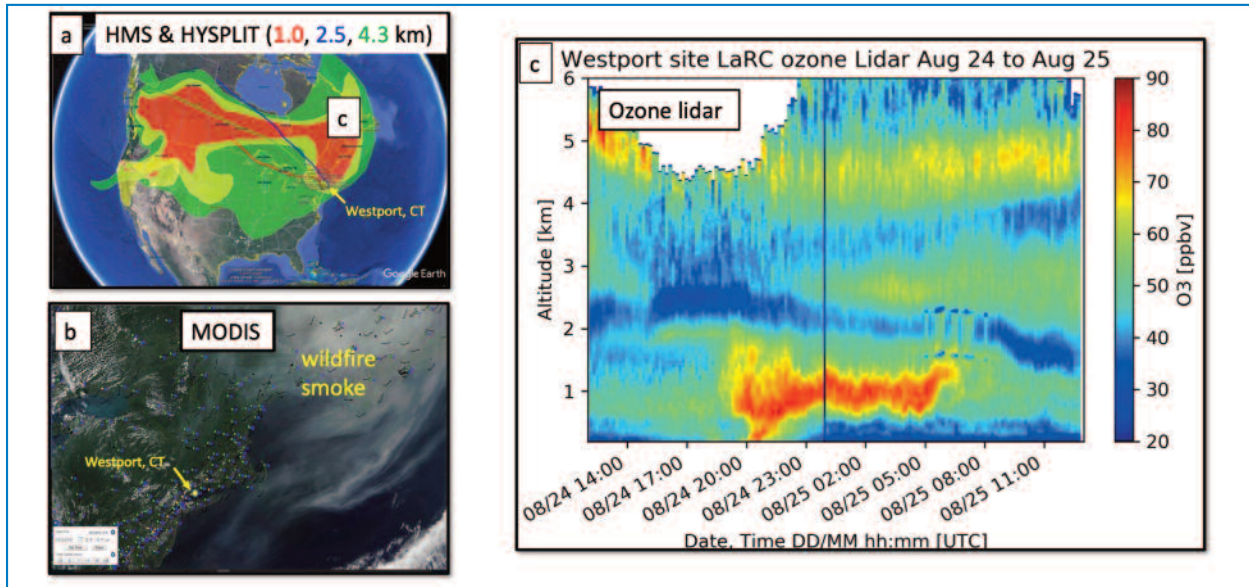 a
HMS & HYSPLIT (1.0, 2.5, 4.3 km)
c
Westport, CT
Google Earth
b
MODIS
wildfire
smoke
Westport, CT
c
Westport site LaRC ozone Lidar Aug 24 to Aug 25
Ozone lidar
6
5
4
3
2
1
Altitude [km]
08/24 14:00
08/24 17:00
08/24 20:00
08/24 23:00
08/25 02:00
08/25 05:00
08/25 08:00
08/25 11:00
Date, Time DD/MM hh:mm [UTC]
90
80
70
60
50
40
30
20
O3 [ppbv]